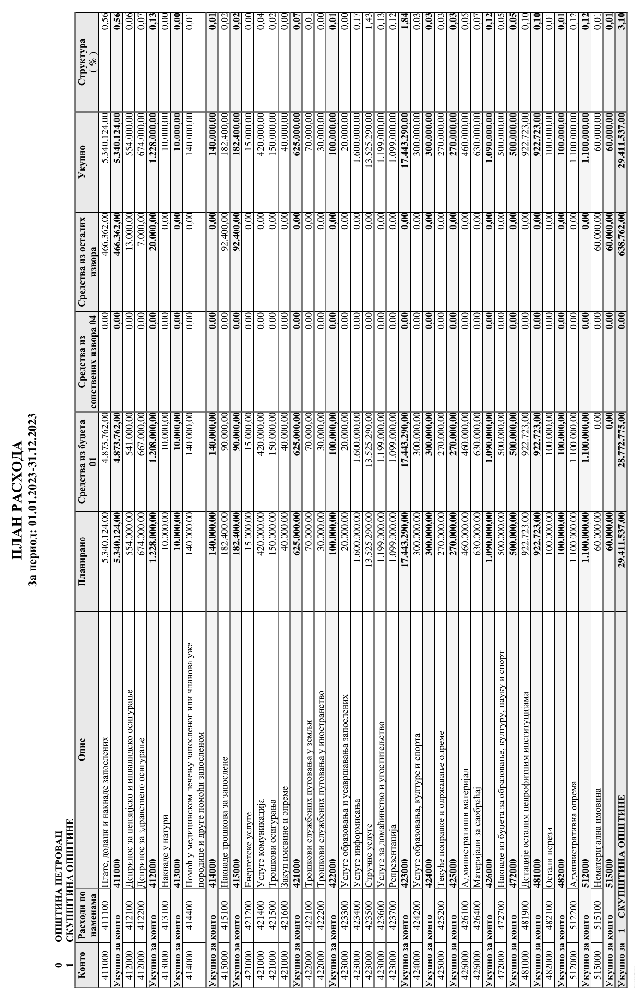 ПЛАН РАСХОДА
За период: 01.01.2023-31.12.2023
0 ОПШТИНА ПЕТРОВАЦ
1 СКУПШТИНА ОПШТИНЕ
Конто Расходи по наменама Опис Планирано Средства из буџета 01 Средства из сопствених извора 04 Средства из осталих извора Укупно Структура ( % )
411000 411100 Плате, додаци и накнаде запослених 5.340.124,00 4.873.762,00 0,00 466.362,00 5.340.124,00 0,56
Укупно за конто 411000 5.340.124,00 4.873.762,00 0,00 466.362,00 5.340.124,00 0,56
412000 412100 Допринос за пензијско и инвалидско осигурање 554.000,00 541.000,00 0,00 13.000,00 554.000,00 0,06
412000 412200 Допринос за здраствено осигурање 674.000,00 667.000,00 0,00 7.000,00 674.000,00 0,07
Укупно за конто 412000 1.228.000,00 1.208.000,00 0,00 20.000,00 1.228.000,00 0,13
413000 413100 Накнаде у натури 10.000,00 10.000,00 0,00 0,00 10.000,00 0,00
Укупно за конто 413000 10.000,00 10.000,00 0,00 0,00 10.000,00 0,00
414000 414400 Помоћ у медицинском лечењу запосленог или чланова уже
породице и друге помоћи запосленом 140.000,00 140.000,00 0,00 0,00 140.000,00 0,01
Укупно за конто 414000 140.000,00 140.000,00 0,00 0,00 140.000,00 0,01
415000 415100 Накнаде трошкова за запослене 182.400,00 90.000,00 0,00 92.400,00 182.400,00 0,02
Укупно за конто 415000 182.400,00 90.000,00 0,00 92.400,00 182.400,00 0,02
421000 421200 Енергетске услуге 15.000,00 15.000,00 0,00 0,00 15.000,00 0,00
421000 421400 Услуге комуникација 420.000,00 420.000,00 0,00 0,00 420.000,00 0,04
421000 421500 Трошкови осигурања 150.000,00 150.000,00 0,00 0,00 150.000,00 0,02
421000 421600 Закуп имовине и опреме 40.000,00 40.000,00 0,00 0,00 40.000,00 0,00
Укупно за конто 421000 625.000,00 625.000,00 0,00 0,00 625.000,00 0,07
422000 422100 Трошкови службених путовања у земљи 70.000,00 70.000,00 0,00 0,00 70.000,00 0,01
422000 422200 Трошкови службених путовања у иностранство 30.000,00 30.000,00 0,00 0,00 30.000,00 0,00
Укупно за конто 422000 100.000,00 100.000,00 0,00 0,00 100.000,00 0,01
423000 423300 Услуге образовања и усавршавања запослених 20.000,00 20.000,00 0,00 0,00 20.000,00 0,00
423000 423400 Услуге информисања 1.600.000,00 1.600.000,00 0,00 0,00 1.600.000,00 0,17
423000 423500 Стручне услуге 13.525.290,00 13.525.290,00 0,00 0,00 13.525.290,00 1,43
423000 423600 Услуге за домаћинство и угоститељство 1.199.000,00 1.199.000,00 0,00 0,00 1.199.000,00 0,13
423000 423700 Репрезентација 1.099.000,00 1.099.000,00 0,00 0,00 1.099.000,00 0,12
Укупно за конто 423000 17.443.290,00 17.443.290,00 0,00 0,00 17.443.290,00 1,84
424000 424200 Услуге образовања, културе и спорта 300.000,00 300.000,00 0,00 0,00 300.000,00 0,03
Укупно за конто 424000 300.000,00 300.000,00 0,00 0,00 300.000,00 0,03
425000 425200 Текуће поправке и одржавање опреме 270.000,00 270.000,00 0,00 0,00 270.000,00 0,03
Укупно за конто 425000 270.000,00 270.000,00 0,00 0,00 270.000,00 0,03
426000 426100 Административни материјал 460.000,00 460.000,00 0,00 0,00 460.000,00 0,05
426000 426400 Материјали за саобраћај 630.000,00 630.000,00 0,00 0,00 630.000,00 0,07
Укупно за конто 426000 1.090.000,00 1.090.000,00 0,00 0,00 1.090.000,00 0,12
472000 472700 Накнаде из буџета за образовање, културу, науку и спорт 500.000,00 500.000,00 0,00 0,00 500.000,00 0,05
Укупно за конто 472000 500.000,00 500.000,00 0,00 0,00 500.000,00 0,05
481000 481900 Дотације осталим непрофитним институцијама 922.723,00 922.723,00 0,00 0,00 922.723,00 0,10
Укупно за конто 481000 922.723,00 922.723,00 0,00 0,00 922.723,00 0,10
482000 482100 Остали порези 100.000,00 100.000,00 0,00 0,00 100.000,00 0,01
Укупно за конто 482000 100.000,00 100.000,00 0,00 0,00 100.000,00 0,01
512000 512200 Административна опрема 1.100.000,00 1.100.000,00 0,00 0,00 1.100.000,00 0,12
Укупно за конто 512000 1.100.000,00 1.100.000,00 0,00 0,00 1.100.000,00 0,12
515000 515100 Нематеријална имовина 60.000,00 0,00 0,00 60.000,00 60.000,00 0,01
Укупно за конто 515000 60.000,00 0,00 0,00 60.000,00 60.000,00 0,01
Укупно за 1 СКУПШТИНА ОПШТИНЕ 29.411.537,00 28.772.775,00 0,00 638.762,00 29.411.537,00 3,10